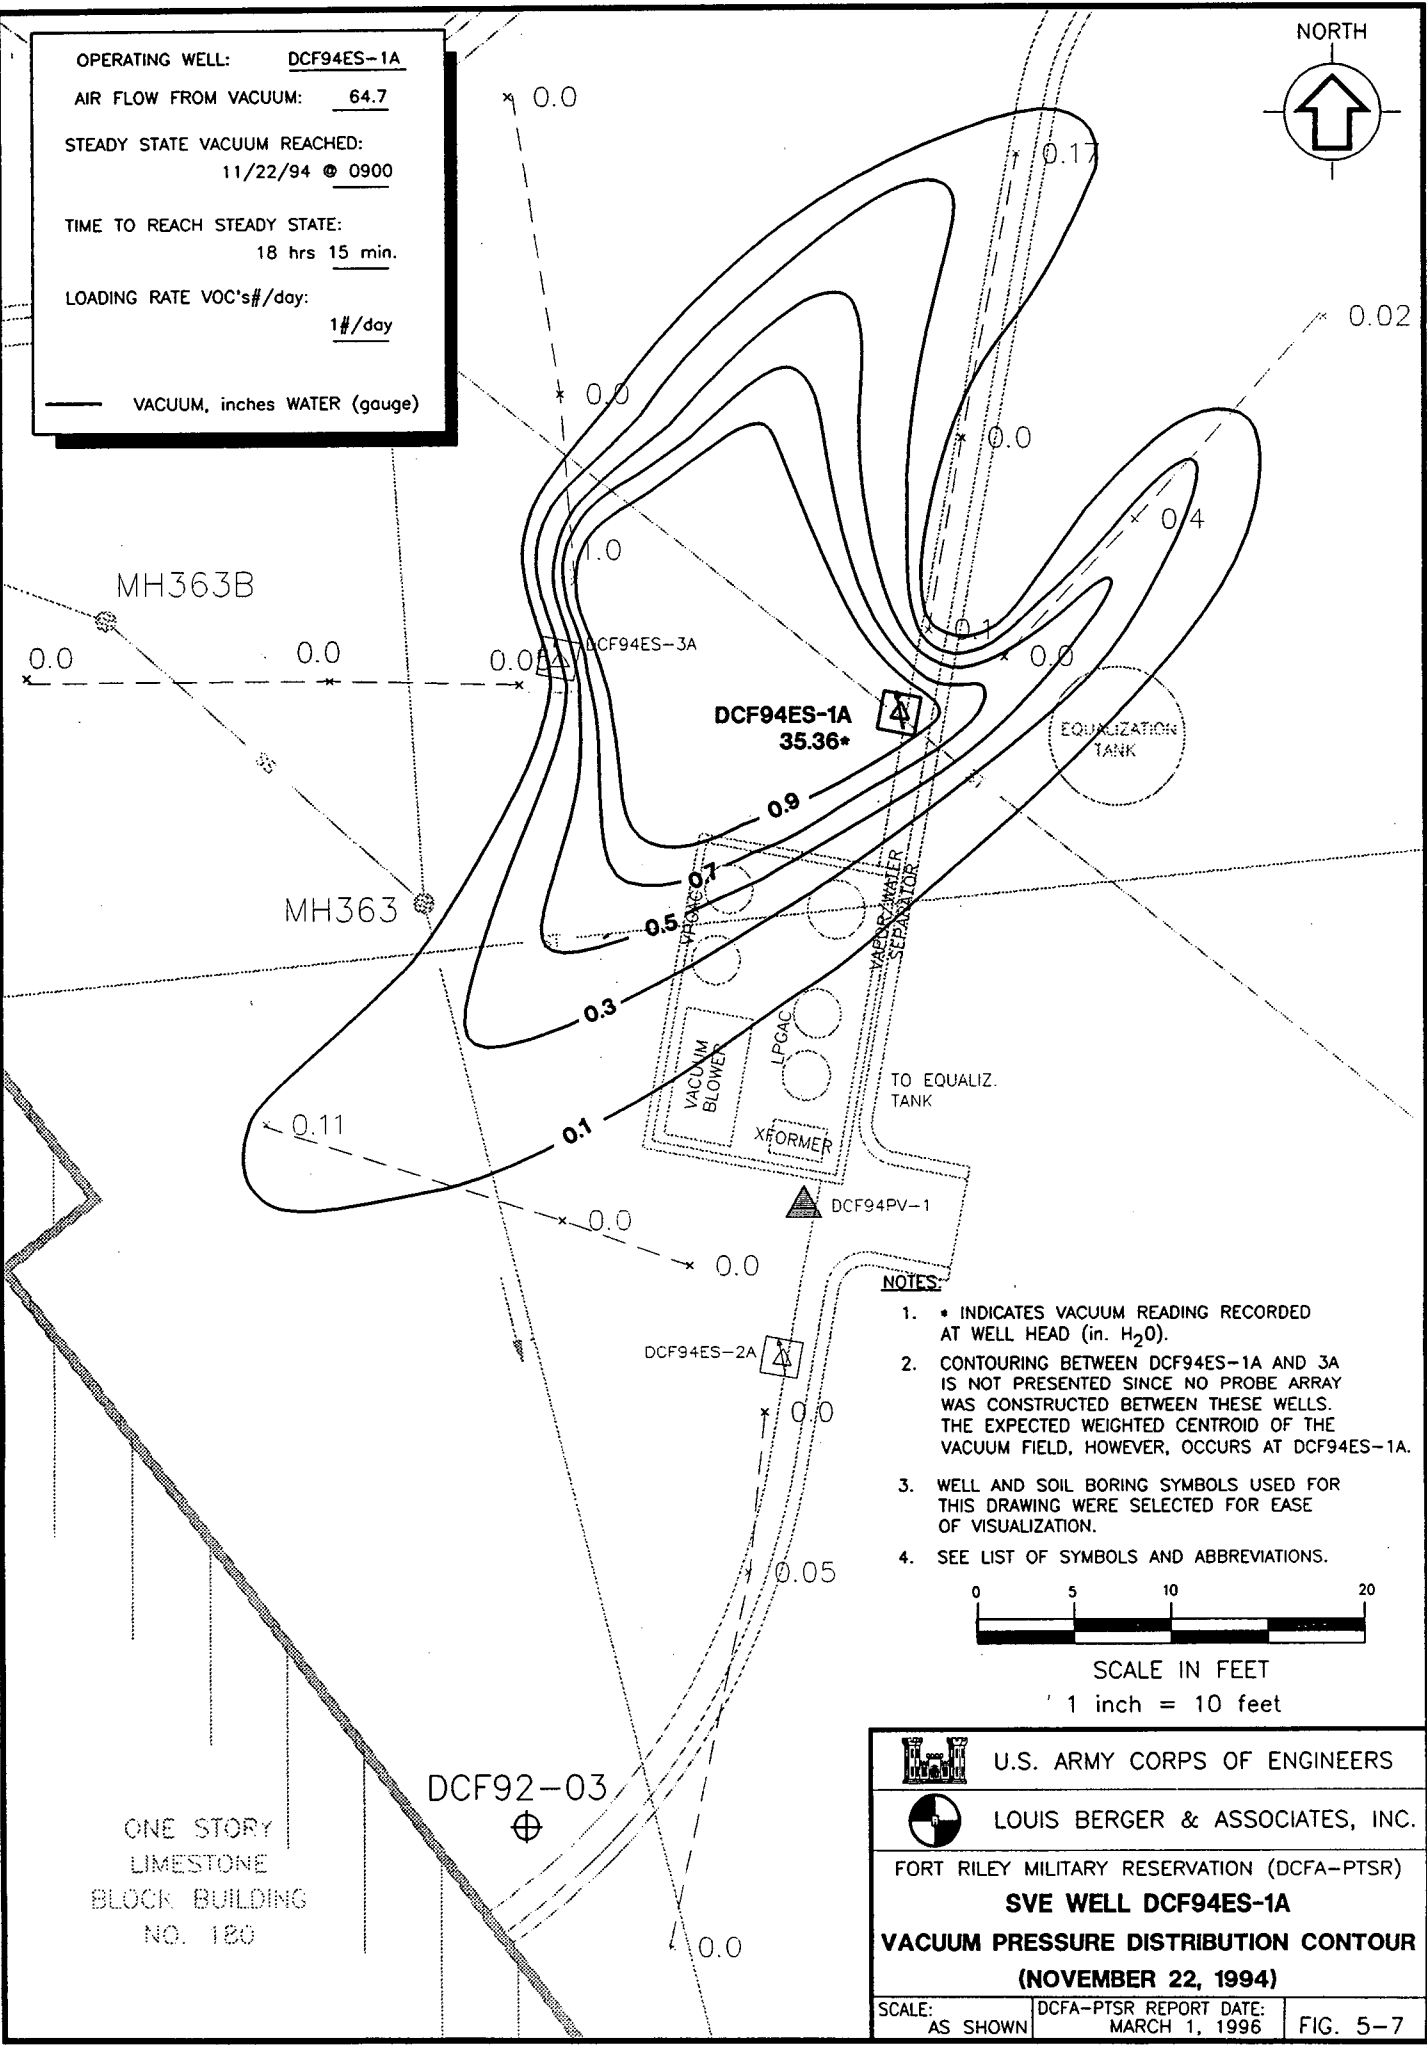 OPERATING WELL: DCF94ES-1A
AIR FLOW FROM VACUUM: 64.7
STEADY STATE VACUUM REACHED:
11/22/94 @ 0900
TIME TO REACH STEADY STATE:
18 hrs 15 min.
LOADING RATE VOC's#/day:
1#/day
VACUUM, inches WATER (gauge)
NORTH
0.0
0.17
0.02
0.0
0.0
0.4
1.0
MH363B
0.0
0.0
0.05
DCF94ES-3A
0.1
0.0
DCF94ES-1A
35.36*
EQUALIZATION
TANK
SS
0.9
0.7
0.5
0.3
0.1
MH363
VPGAC
VAPOR/WATER
SEPARATOR
LPGAC
VACUUM
BLOWER
XFORMER
TO EQUALIZ.
TANK
0.11
0.0
0.0
DCF94PV-1
DCF94ES-2A
0.0
0.05
0.0
DCF92-03
ONE STORY
LIMESTONE
BLOCK BUILDING
NO. 180
NOTES:
1. * INDICATES VACUUM READING RECORDED
AT WELL HEAD (in. H2O).
2. CONTOURING BETWEEN DCF94ES-1A AND 3A
IS NOT PRESENTED SINCE NO PROBE ARRAY
WAS CONSTRUCTED BETWEEN THESE WELLS.
THE EXPECTED WEIGHTED CENTROID OF THE
VACUUM FIELD, HOWEVER, OCCURS AT DCF94ES-1A.
3. WELL AND SOIL BORING SYMBOLS USED FOR
THIS DRAWING WERE SELECTED FOR EASE
OF VISUALIZATION.
4. SEE LIST OF SYMBOLS AND ABBREVIATIONS.
0 5 10 20
SCALE IN FEET
1 inch = 10 feet
U.S. ARMY CORPS OF ENGINEERS
LOUIS BERGER & ASSOCIATES, INC.
FORT RILEY MILITARY RESERVATION (DCFA-PTSR)
SVE WELL DCF94ES-1A
VACUUM PRESSURE DISTRIBUTION CONTOUR
(NOVEMBER 22, 1994)
SCALE:
AS SHOWN
DCFA-PTSR REPORT DATE:
MARCH 1, 1996
FIG. 5-7